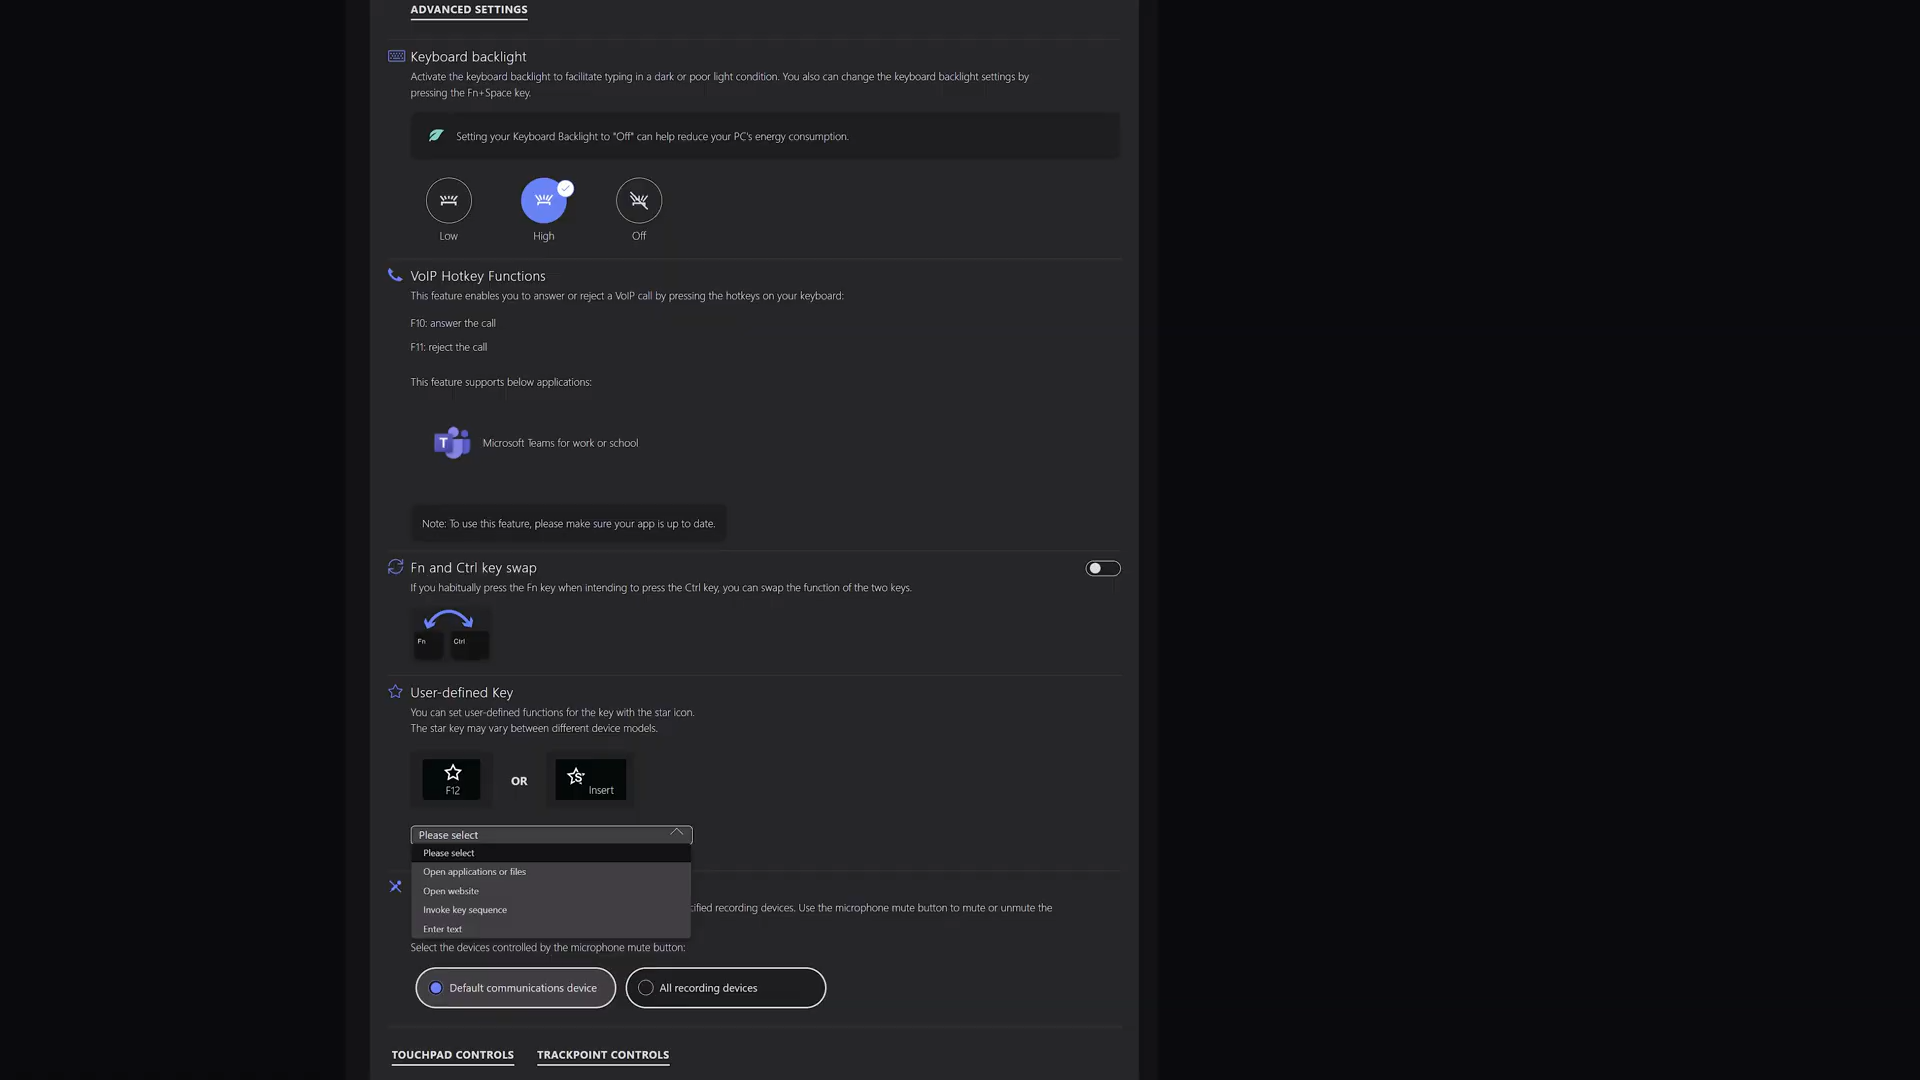 ADVANCED SETTINGS
Keyboard backlight
Activate the keyboard backlight to facilitate typing in a dark or poor light condition. You also can change the keyboard backlight settings by
pressing the Fn+Space key.
Setting your Keyboard Backlight to "Off" can help reduce your PC's energy consumption.
Low
High
Off
VoIP Hotkey Functions
This feature enables you to answer or reject a VoIP call by pressing the hotkeys on your keyboard:
F10: answer the call
F11: reject the call
This feature supports below applications:
T
Microsoft Teams for work or school
Note: To use this feature, please make sure your app is up to date.
Fn and Ctrl key swap
If you habitually press the Fn key when intending to press the Ctrl key, you can swap the function of the two keys.
Fn
Ctrl
User-defined Key
You can set user-defined functions for the key with the star icon.
The star key may vary between different device models.
F12
OR
S
Insert
Please select
Please select
Open applications or files
Open website
Invoke key sequence
Enter text
recording devices. Use the microphone mute button to mute or unmute the
Select the devices controlled by the microphone mute button:
Default communications device
All recording devices
TOUCHPAD CONTROLS
TRACKPOINT CONTROLS